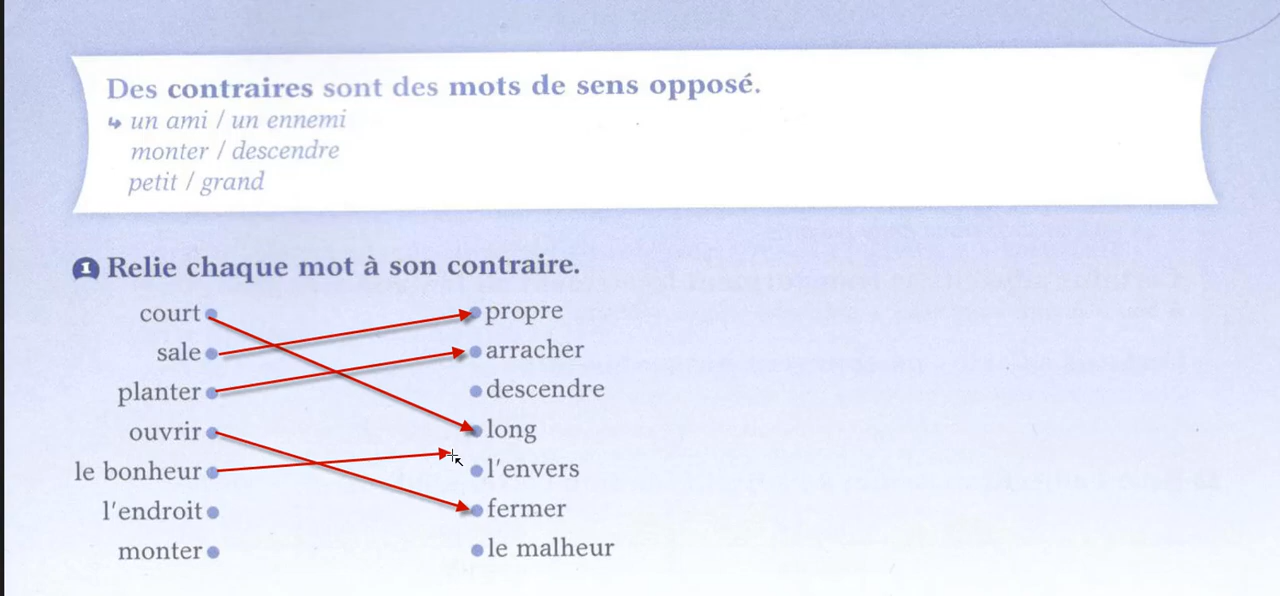 Des contraires sont des mots de sens opposé.
↳ un ami / un ennemi
monter / descendre
petit / grand
1 Relie chaque mot à son contraire.
court propre
sale arracher
planter descendre
ouvrir long
le bonheur l'envers
l'endroit fermer
monter le malheur